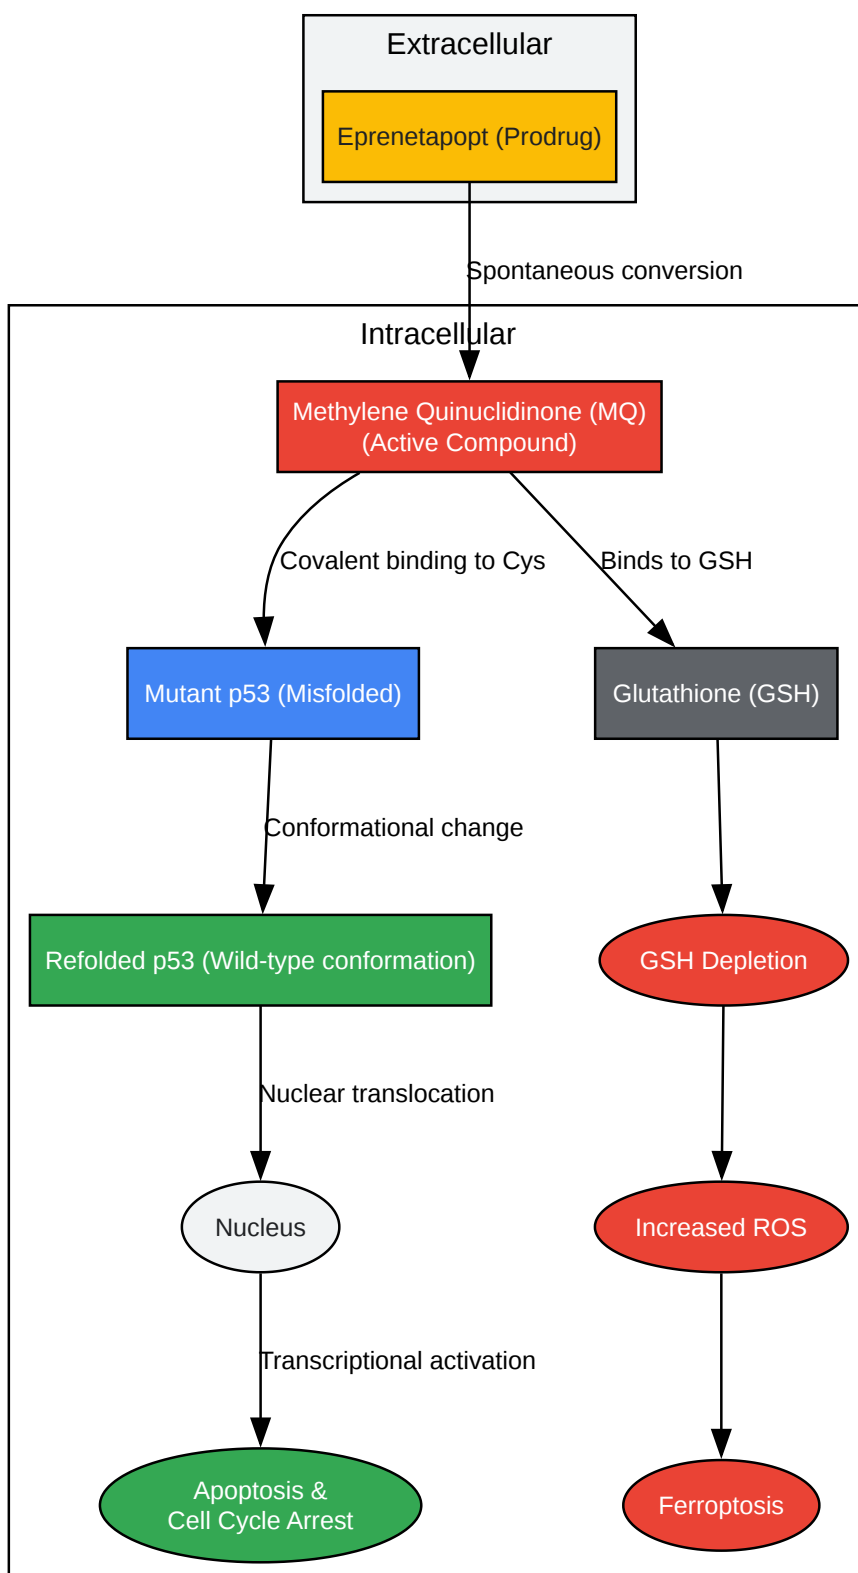 Extracellular
Eprenetapopt (Prodrug)
Spontaneous conversion
Intracellular
Methylene Quinuclidinone (MQ)
(Active Compound)
Covalent binding to Cys
Binds to GSH
Mutant p53 (Misfolded)
Glutathione (GSH)
Conformational change
Refolded p53 (Wild-type conformation)
GSH Depletion
Nuclear translocation
Nucleus
Increased ROS
Transcriptional activation
Apoptosis &
Cell Cycle Arrest
Ferroptosis